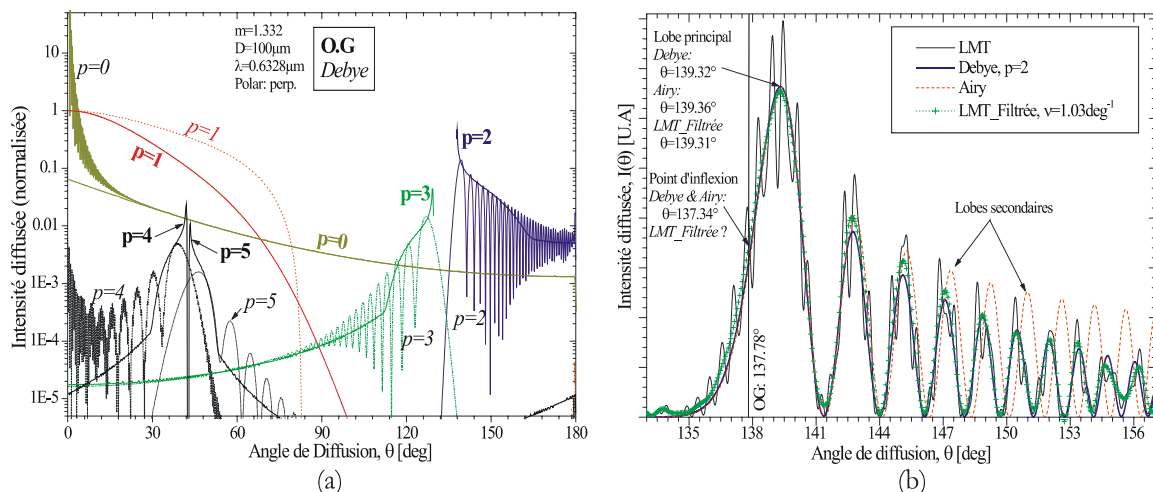 (a)
m=1.332
D=100µm
λ=0.6328µm
Polar: perp.
O.G
Debye
Intensité diffusée (normalisée)
10
1
0.1
0.01
1E-3
1E-4
1E-5
p=0
p=1
p=1
p=2
p=3
p=4
p=5
p=0
p=4
p=5
p=3
p=2
0
30
60
90
120
150
180
Angle de Diffusion, θ [deg]
(a)
Lobe principal
Debye:
θ=139.32°
Airy:
θ=139.36°
LMT_Filtrée
θ=139.31°
Point d'inflexion
Debye & Airy:
θ=137.34°
LMT_Filtrée ?
LMT
Debye, p=2
Airy
LMT_Filtrée, ν=1.03deg⁻¹
Lobes secondaires
OG: 137.78°
Intensité diffusée, I(θ) [U.A]
135
138
141
144
147
150
153
156
Angle de diffusion, θ [deg]
(b)